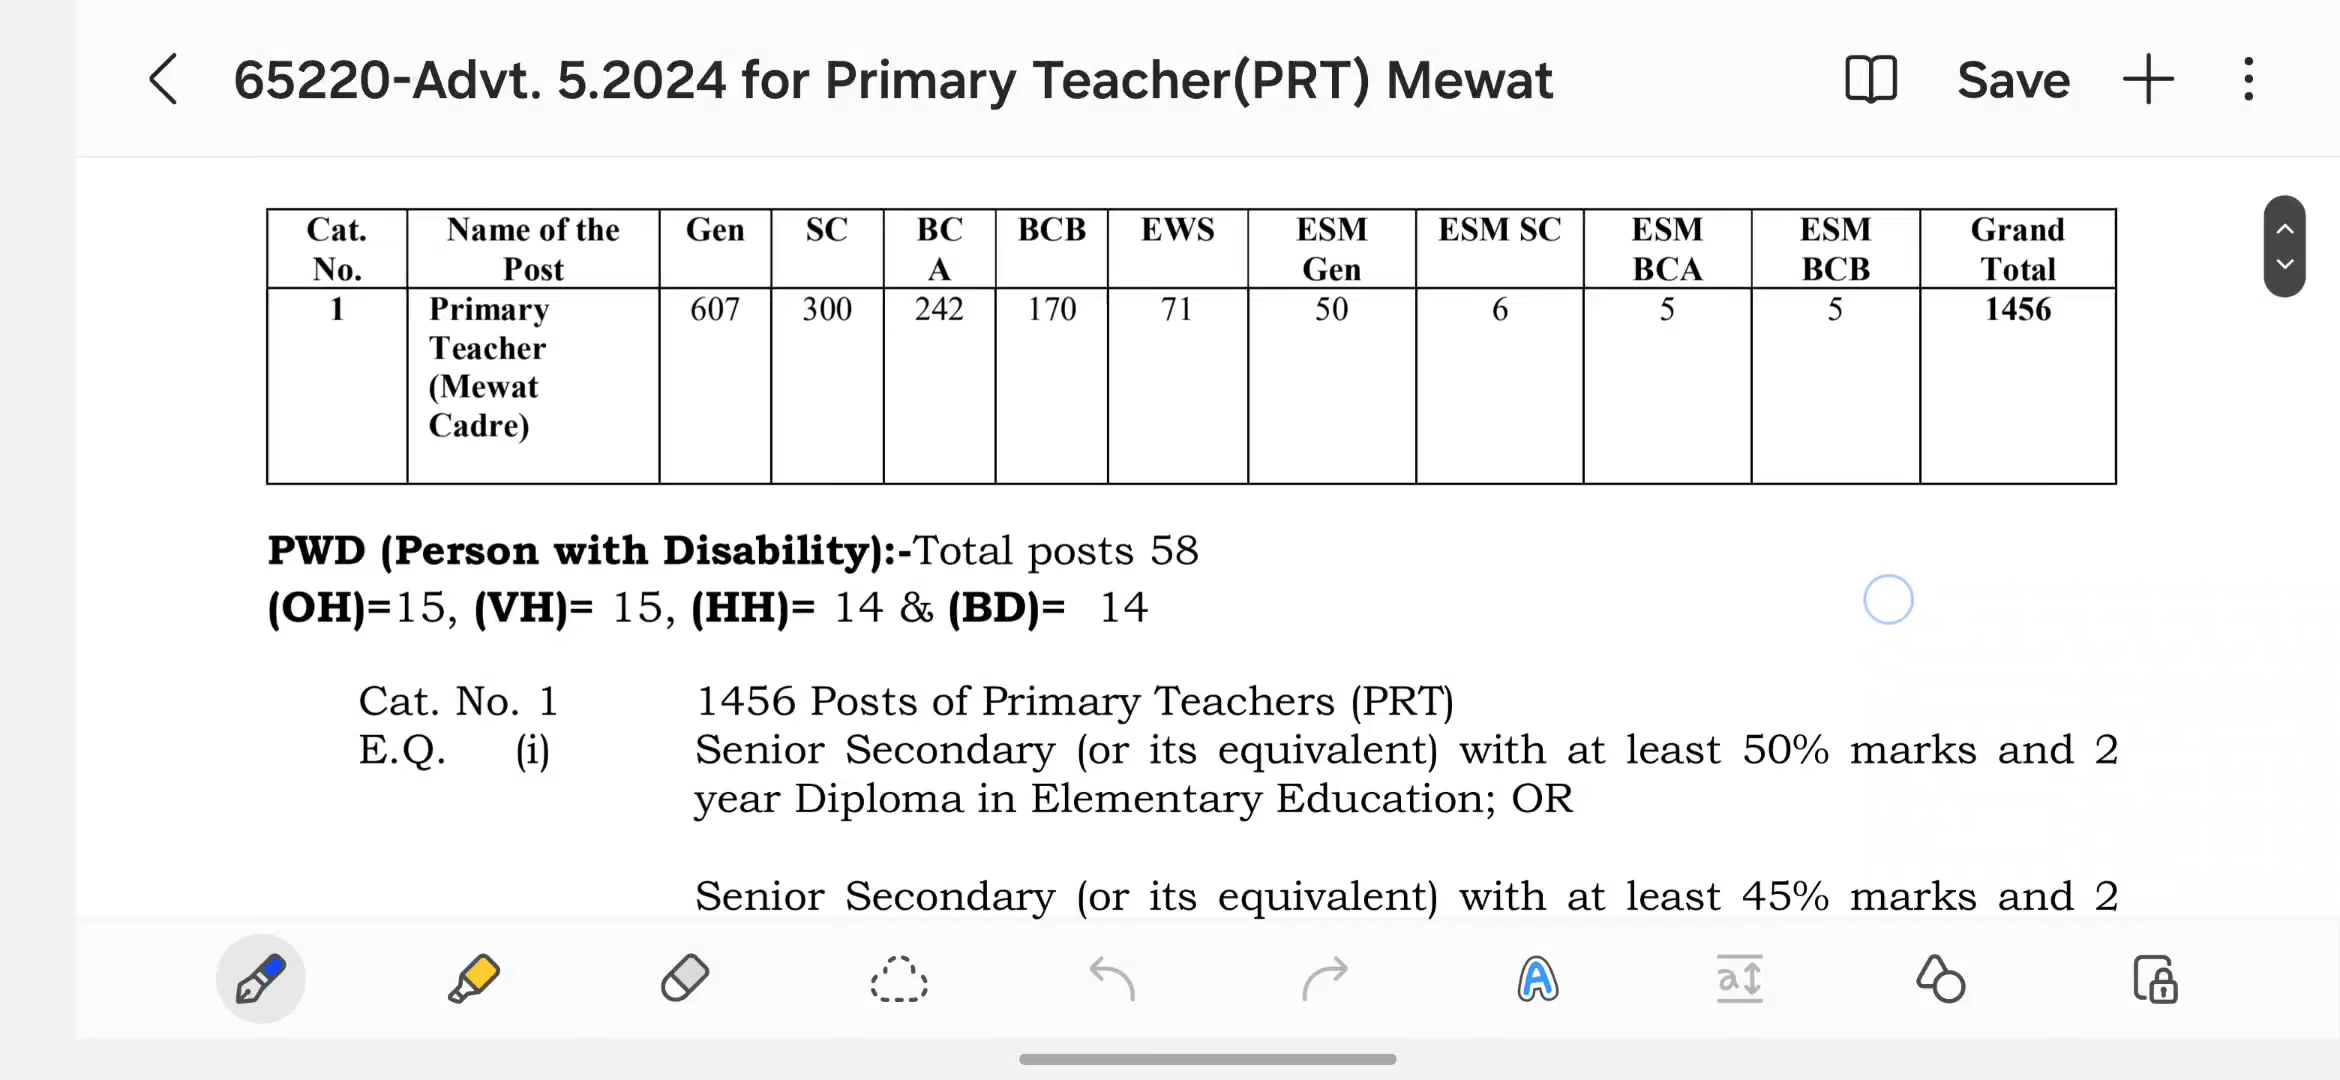 65220-Advt. 5.2024 for Primary Teacher(PRT) Mewat
Save
Cat. No. Name of the Post Gen SC BC A BCB EWS ESM Gen ESM SC ESM BCA ESM BCB Grand Total
1 Primary Teacher (Mewat Cadre) 607 300 242 170 71 50 6 5 5 1456
PWD (Person with Disability):-Total posts 58
(OH)=15, (VH)= 15, (HH)= 14 & (BD)= 14
Cat. No. 1 1456 Posts of Primary Teachers (PRT)
E.Q. (i) Senior Secondary (or its equivalent) with at least 50% marks and 2
year Diploma in Elementary Education; OR
Senior Secondary (or its equivalent) with at least 45% marks and 2
A a